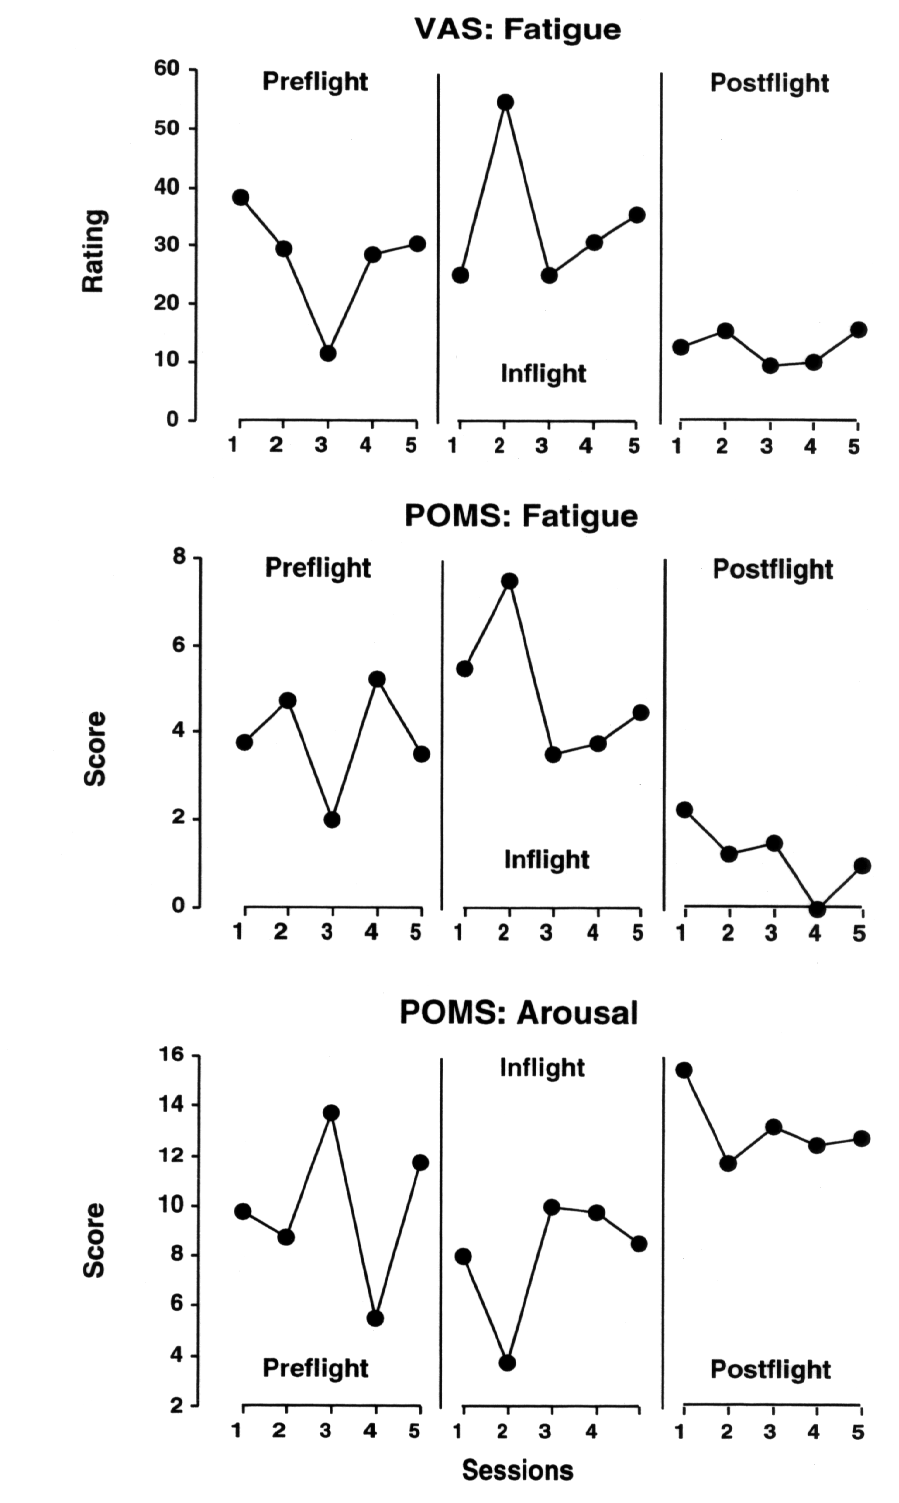 VAS: Fatigue
60
50
40
30
20
10
0
Rating
Preflight
Inflight
Postflight
1 2 3 4 5
1 2 3 4 5
1 2 3 4 5
POMS: Fatigue
8
6
4
2
0
Score
Preflight
Inflight
Postflight
1 2 3 4 5
1 2 3 4 5
1 2 3 4 5
POMS: Arousal
16
14
12
10
8
6
4
2
Score
Preflight
Inflight
Postflight
1 2 3 4 5
1 2 3 4
1 2 3 4 5
Sessions